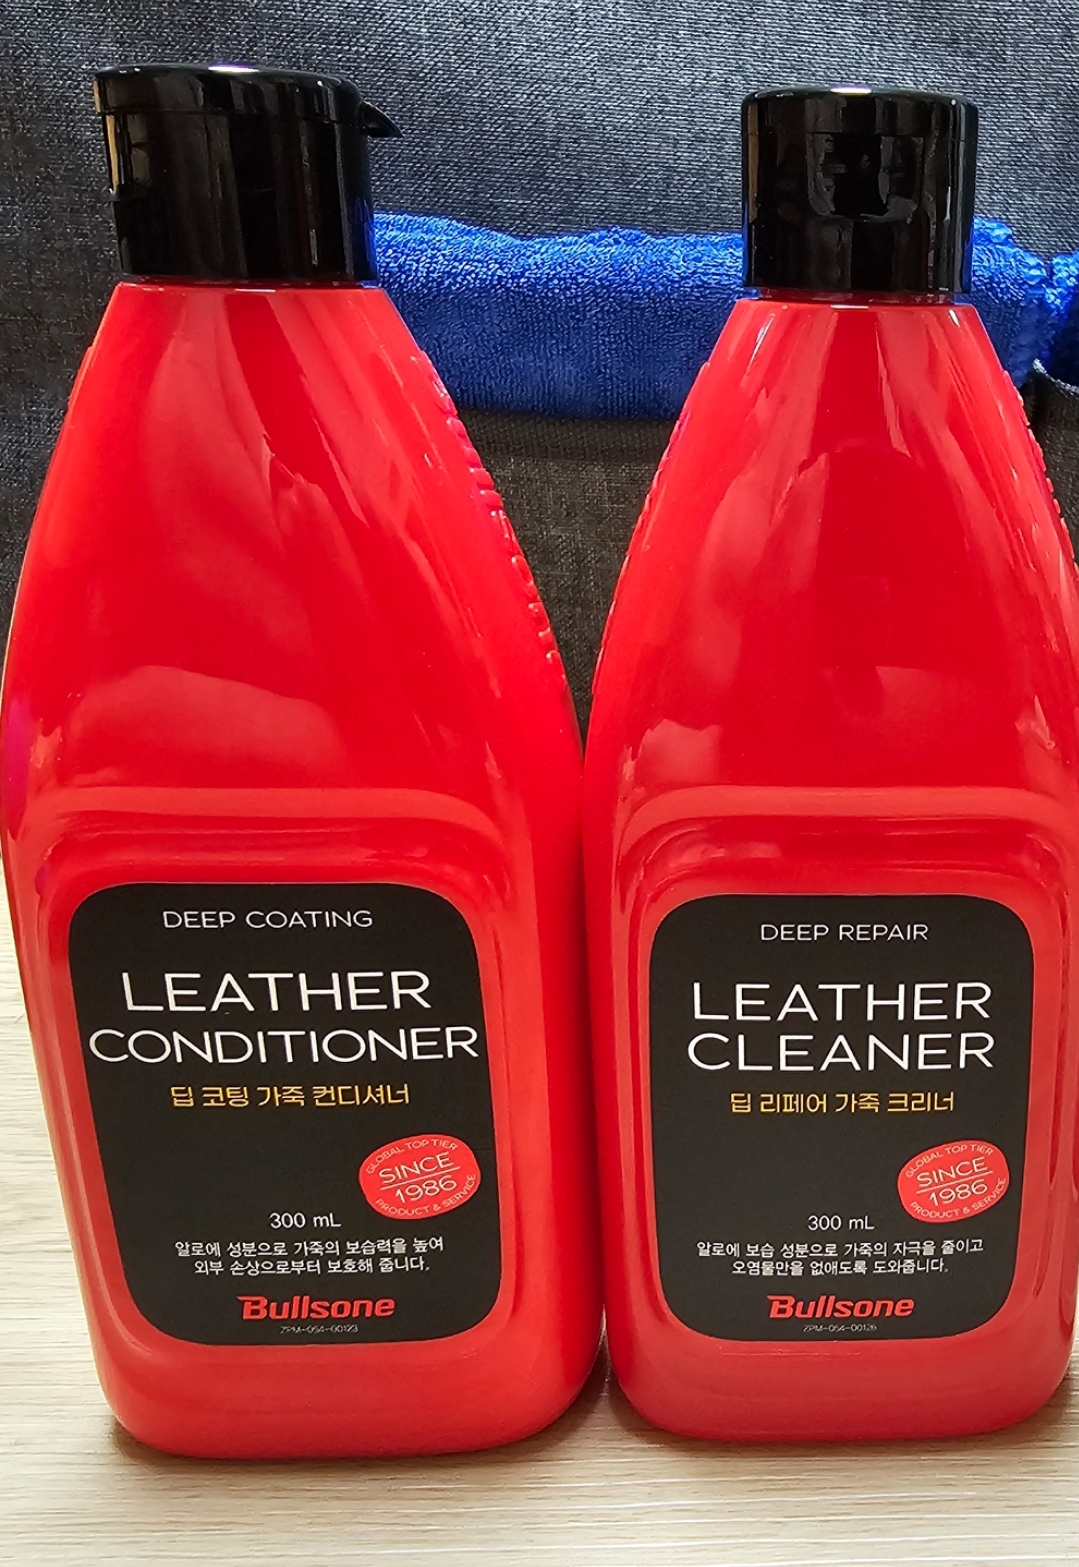 DEEP COATING
LEATHER
CONDITIONER
딥 코팅 가죽 컨디셔너
GLOBAL TOP TIER
SINCE
1986
PRODUCT & SERVICE
300 mL
알로에 성분으로 가죽의 보습력을 높여
외부 손상으로부터 보호해 줍니다.
Bullsone
ZPM-054-00123
DEEP REPAIR
LEATHER
CLEANER
딥 리페어 가죽 크리너
GLOBAL TOP TIER
SINCE
1986
PRODUCT & SERVICE
300 mL
알로에 보습 성분으로 가죽의 자극을 줄이고
오염물만을 없애도록 도와줍니다.
Bullsone